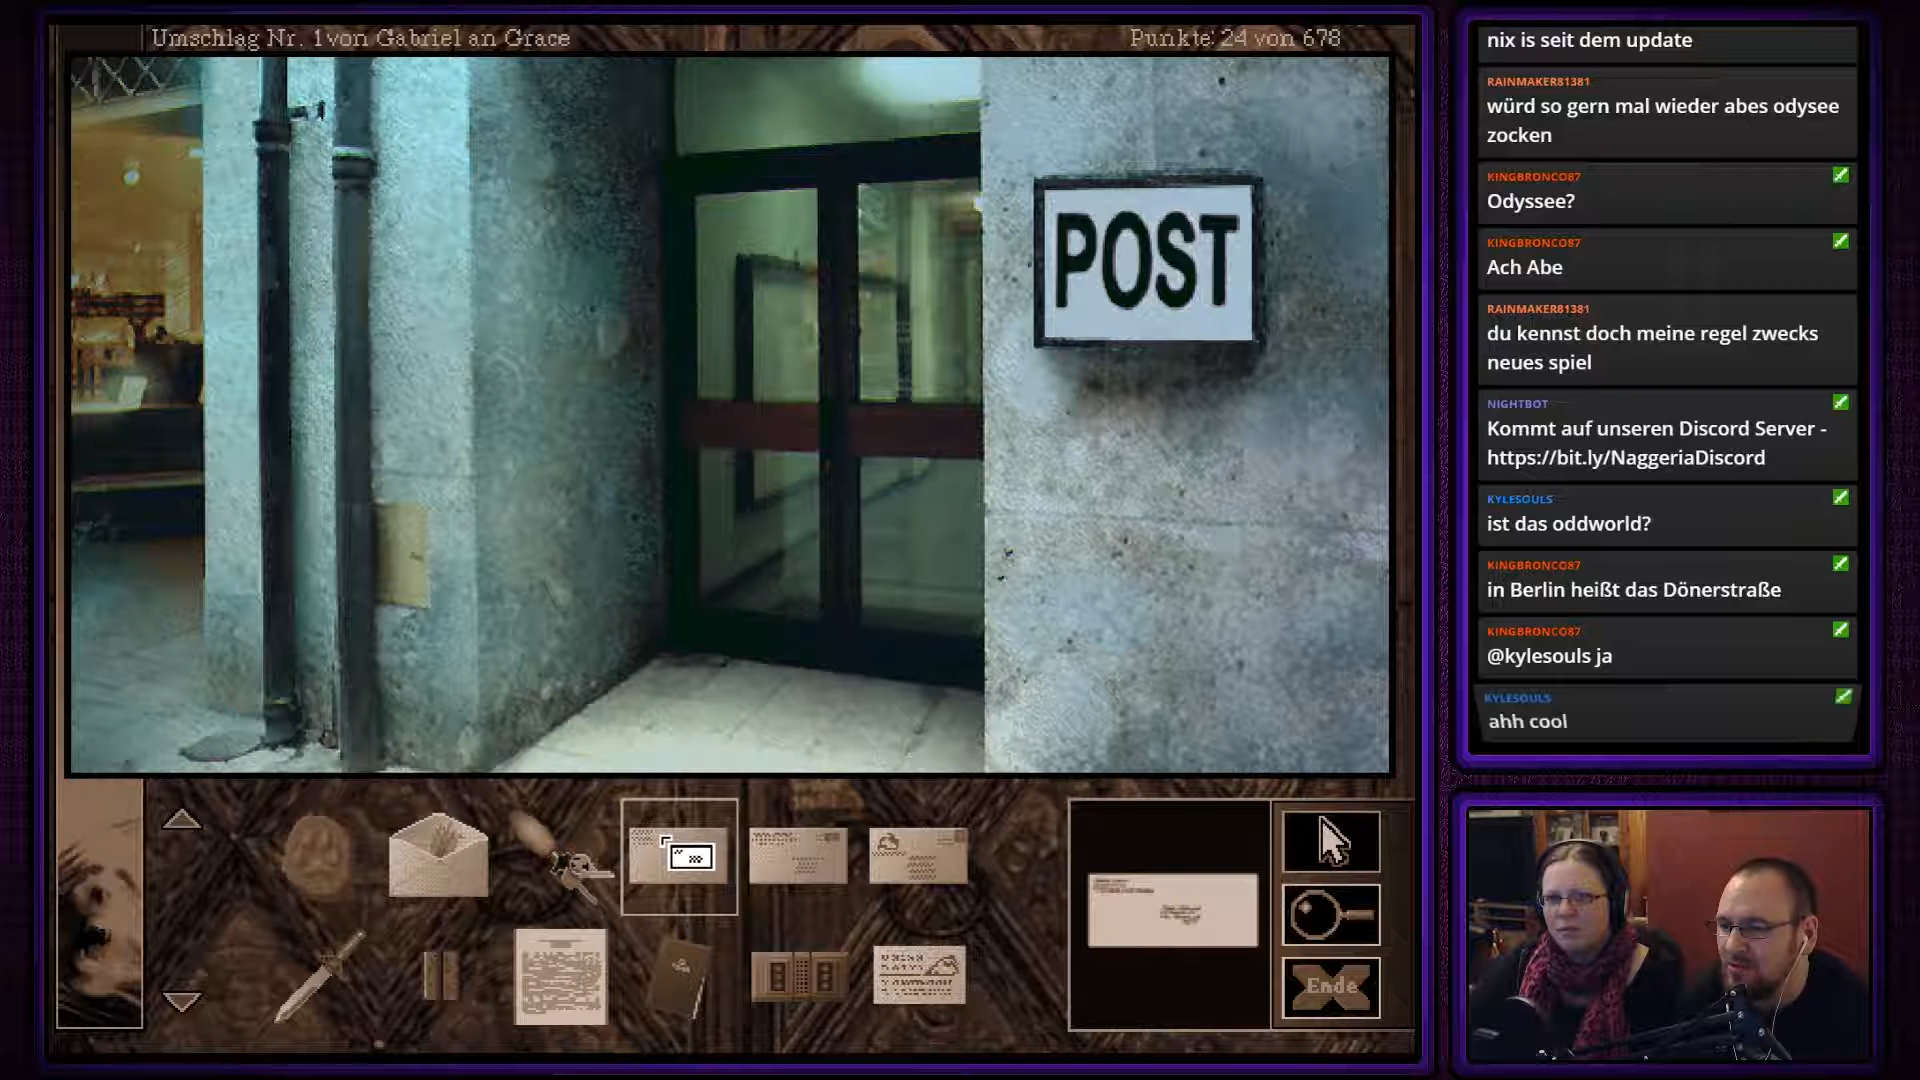 Umschlag Nr. 1 von Gabriel an Grace
Punkte: 24 von 678
POST
Ende
nix is seit dem update
RAINMAKER81381
würd so gern mal wieder abes odysee
zocken
KINGBRONCO87
Odyssee?
KINGBRONCO87
Ach Abe
RAINMAKER81381
du kennst doch meine regel zwecks
neues spiel
NIGHTBOT
Kommt auf unseren Discord Server -
https://bit.ly/NaggeriaDiscord
KYLESOULS
ist das oddworld?
KINGBRONCO87
in Berlin heißt das Dönerstraße
KINGBRONCO87
@kylesouls ja
KYLESOULS
ahh cool